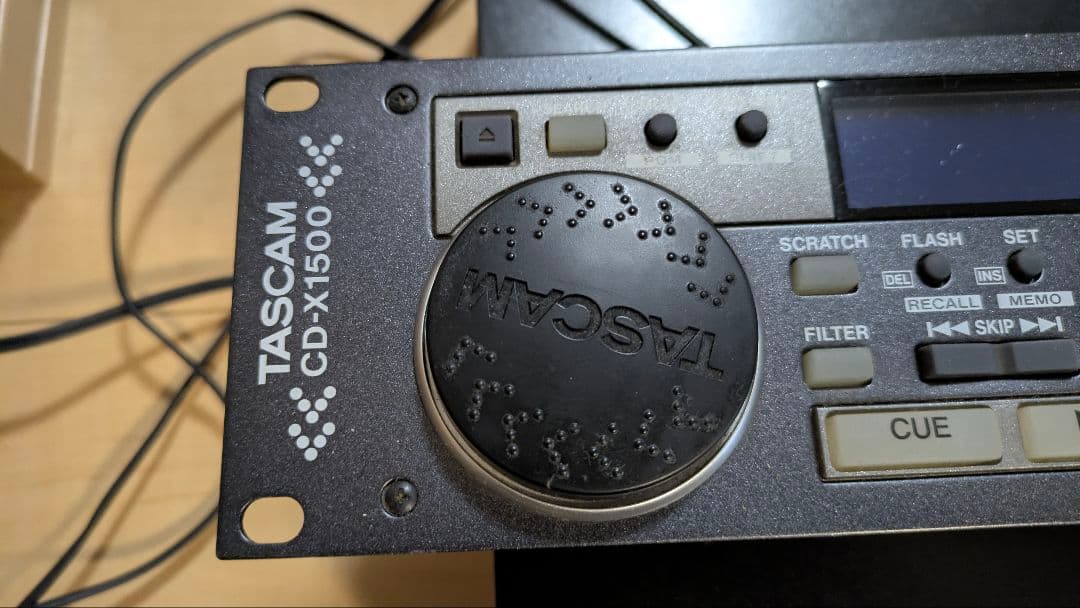 TASCAM
CD-X1500
TASCAM
SCRATCH
FLASH
SET
DEL
INS
RECALL
MEMO
FILTER
SKIP
CUE